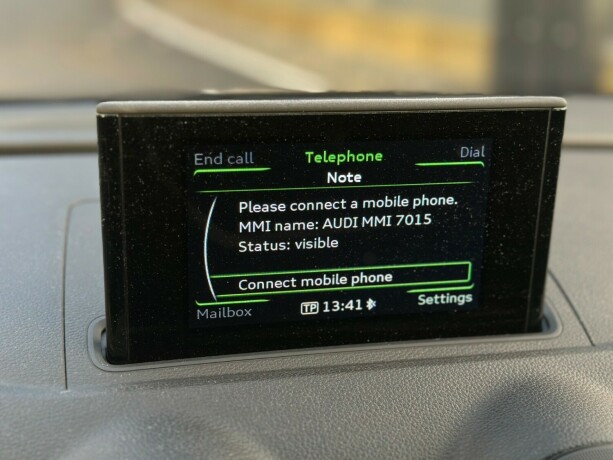 End call Telephone Dial
Note
Please connect a mobile phone.
MMI name: AUDI MMI 7015
Status: visible
Connect mobile phone
Mailbox TP 13:41 Settings